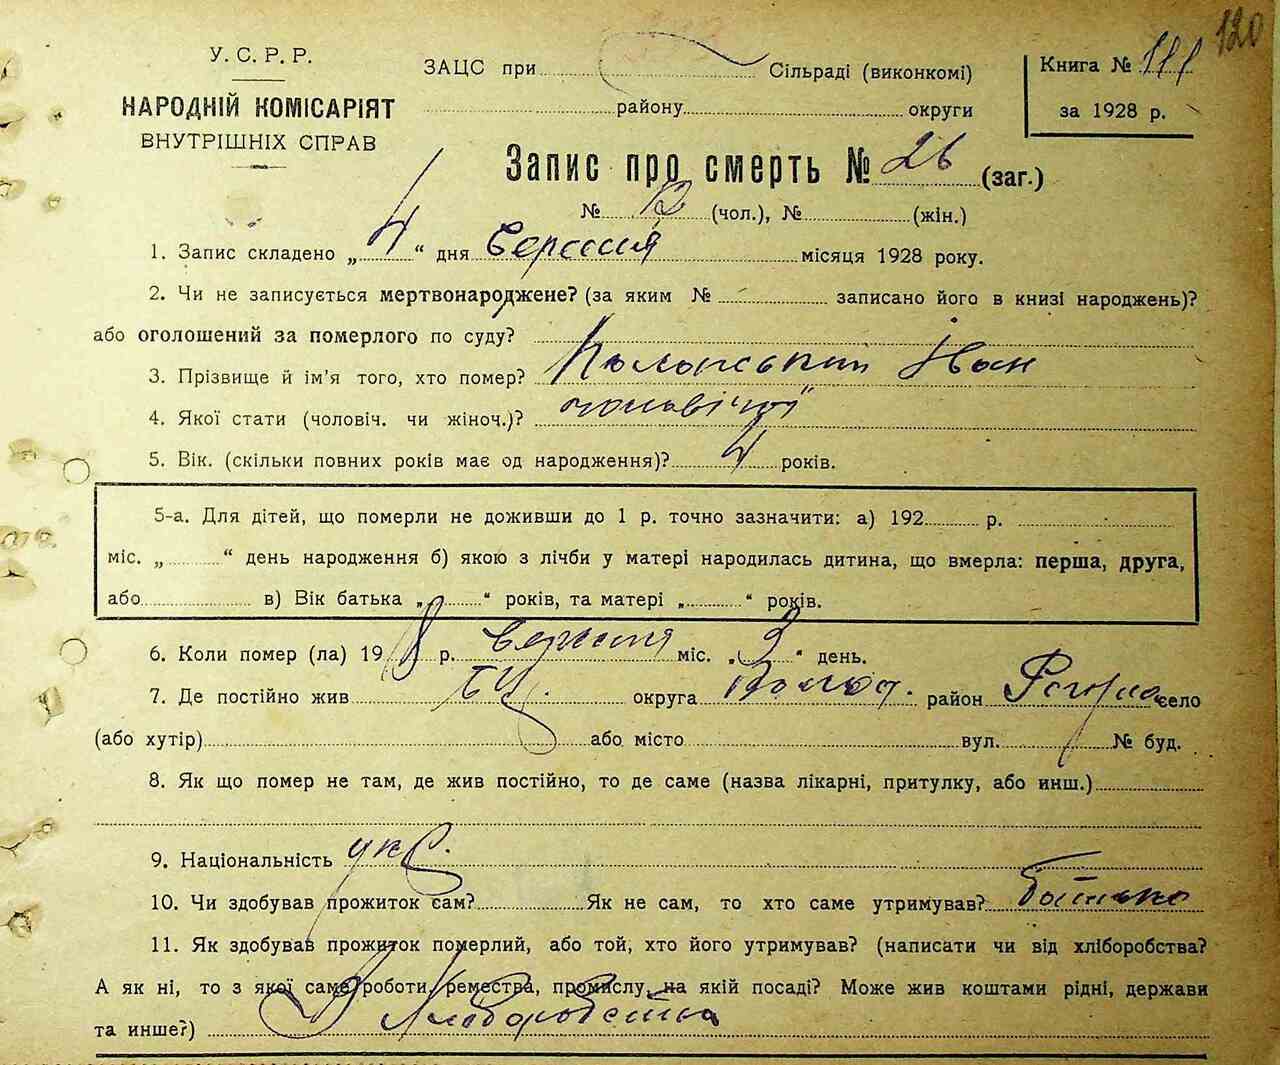 120
У. С. Р. Р.
НАРОДНІЙ КОМІСАРІЯТ
ВНУТРІШНІХ СПРАВ
ЗАЦС при Сільраді (виконкомі)
району округи
Книга № 111
за 1928 р.
Запис про смерть № 26 (заг.)
№ 12 (чол.), № (жін.)
1. Запис складено „ 4 “ дня Вересня місяця 1928 року.
2. Чи не записується мертвонароджене? (за яким № записано його в книзі народжень)?
або оголошений за померлого по суду?
3. Прізвище й ім'я того, хто помер? Іван
4. Якої стати (чоловіч. чи жіноч.)? чоловічої
5. Вік. (скільки повних років має од народження)? 4 років.
5-а. Для дітей, що померли не доживши до 1 р. точно зазначити: а) 192 р.
міс. „ “ день народження б) якою з лічби у матері народилась дитина, що вмерла: перша, друга,
або в) Вік батька „ “ років, та матері „ “ років.
6. Коли помер (ла) 19 8 р. вересня міс. „ 3 “ день.
7. Де постійно жив округа район село
(або хутір) або місто вул. № буд.
8. Як що помер не там, де жив постійно, то де саме (назва лікарні, притулку, або инш.)
9. Національність укр.
10. Чи здобував прожиток сам? Як не сам, то хто саме утримував? батько
11. Як здобував прожиток померлий, або той, хто його утримував? (написати чи від хліборобства?
А як ні, то з якої саме роботи, ремества, промислу, на якій посаді? Може жив коштами рідні, держави
та инше?) З Хліборобства